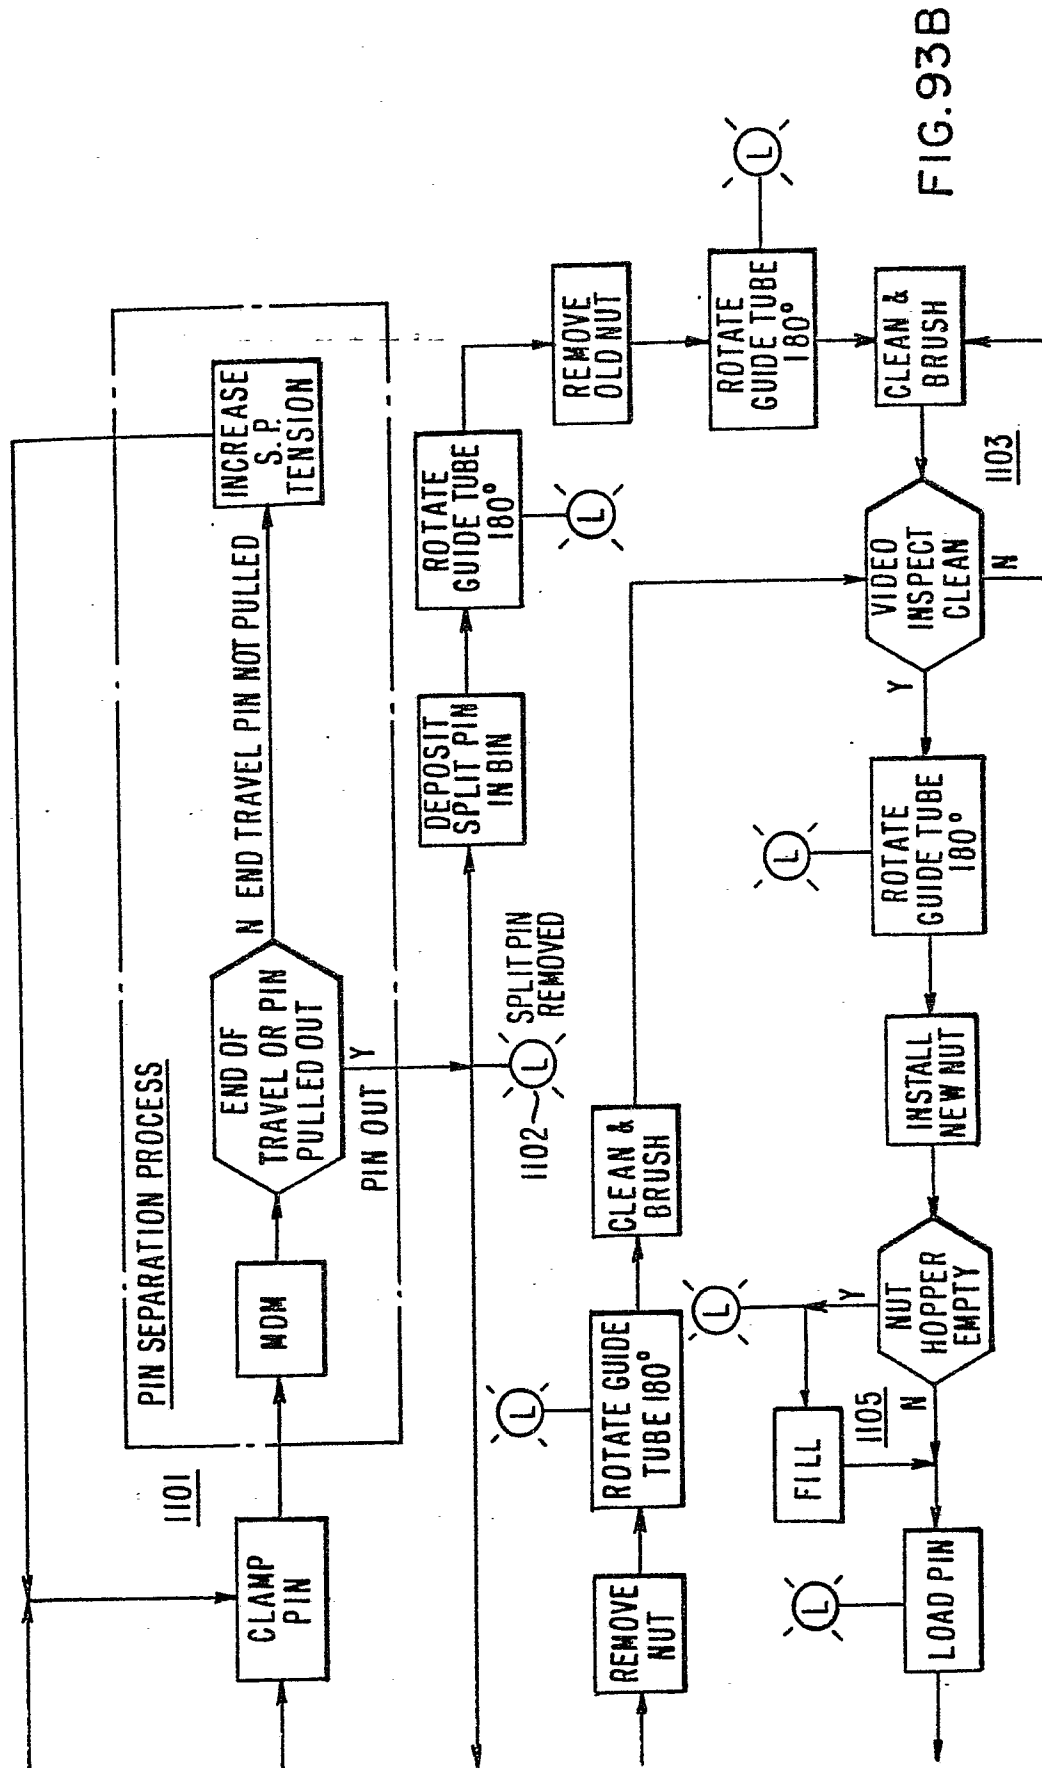 PIN SEPARATION PROCESS
1101
CLAMP
PIN
MDM
END OF
TRAVEL OR PIN
PULLED OUT
N END TRAVEL PIN NOT PULLED
INCREASE
S.P.
TENSION
PIN OUT Y
1102
L
SPLIT PIN
REMOVED
DEPOSIT
SPLIT PIN
IN BIN
ROTATE
GUIDE TUBE
180°
L
REMOVE
OLD NUT
ROTATE
GUIDE TUBE
180°
L
CLEAN &
BRUSH
REMOVE
NUT
ROTATE GUIDE
TUBE 180°
L
CLEAN &
BRUSH
1103
VIDEO
INSPECT
CLEAN
N
Y
ROTATE
GUIDE TUBE
180°
L
INSTALL
NEW NUT
NUT
HOPPER
EMPTY
Y
L
N
1105
FILL
LOAD PIN
L
FIG. 93B